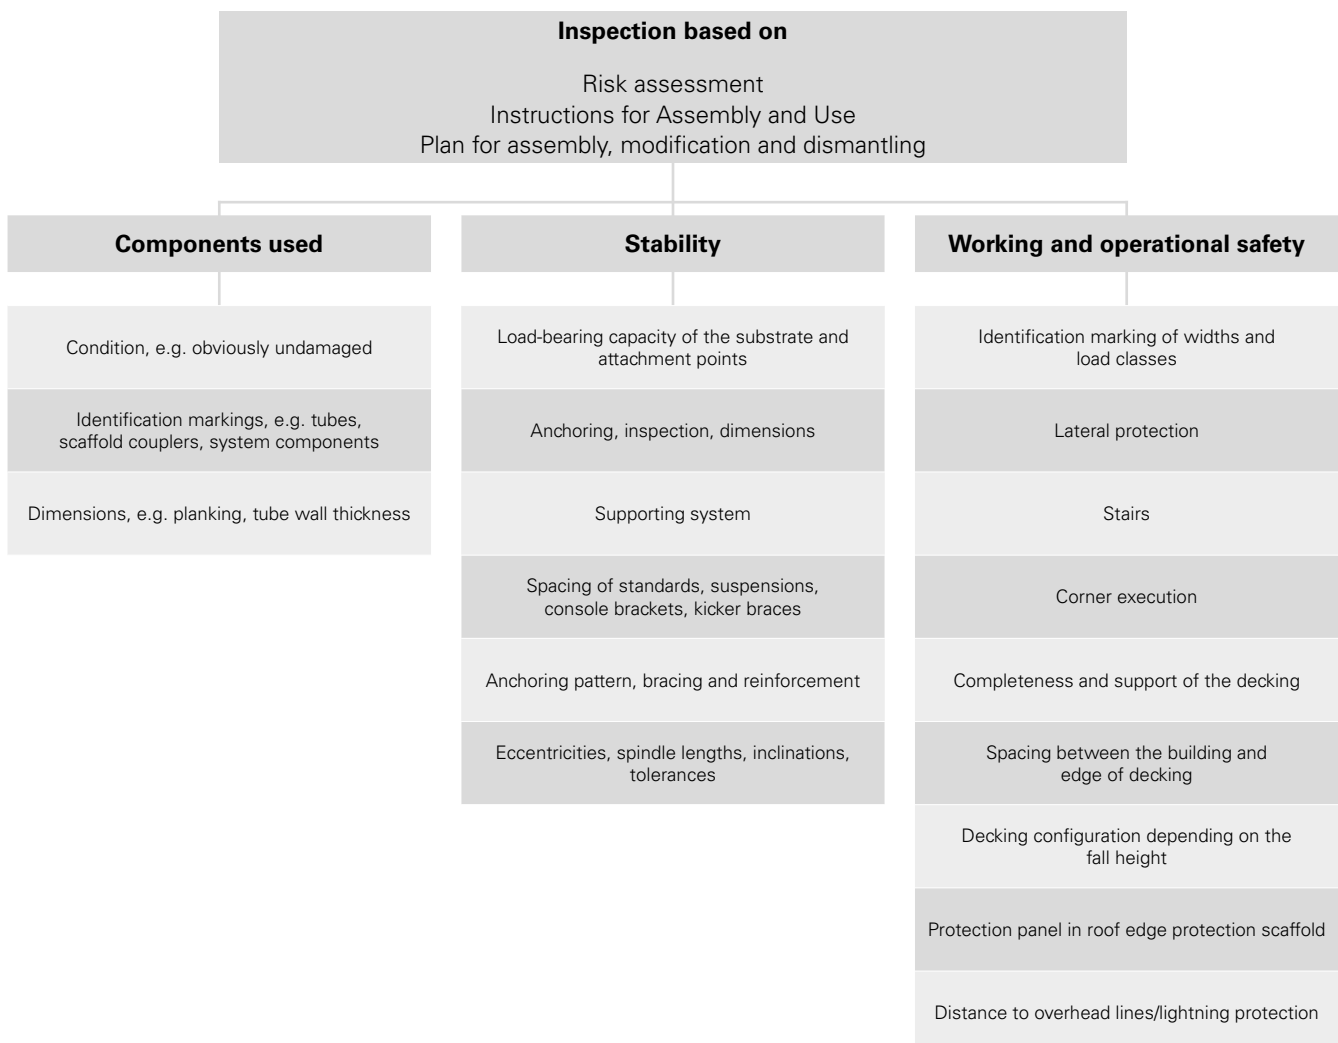 Inspection based on
Risk assessment
Instructions for Assembly and Use
Plan for assembly, modification and dismantling
Components used
Condition, e.g. obviously undamaged
Identification markings, e.g. tubes,
scaffold couplers, system components
Dimensions, e.g. planking, tube wall thickness
Stability
Load-bearing capacity of the substrate and
attachment points
Anchoring, inspection, dimensions
Supporting system
Spacing of standards, suspensions,
console brackets, kicker braces
Anchoring pattern, bracing and reinforcement
Eccentricities, spindle lengths, inclinations,
tolerances
Working and operational safety
Identification marking of widths and
load classes
Lateral protection
Stairs
Corner execution
Completeness and support of the decking
Spacing between the building and
edge of decking
Decking configuration depending on the
fall height
Protection panel in roof edge protection scaffold
Distance to overhead lines/lightning protection